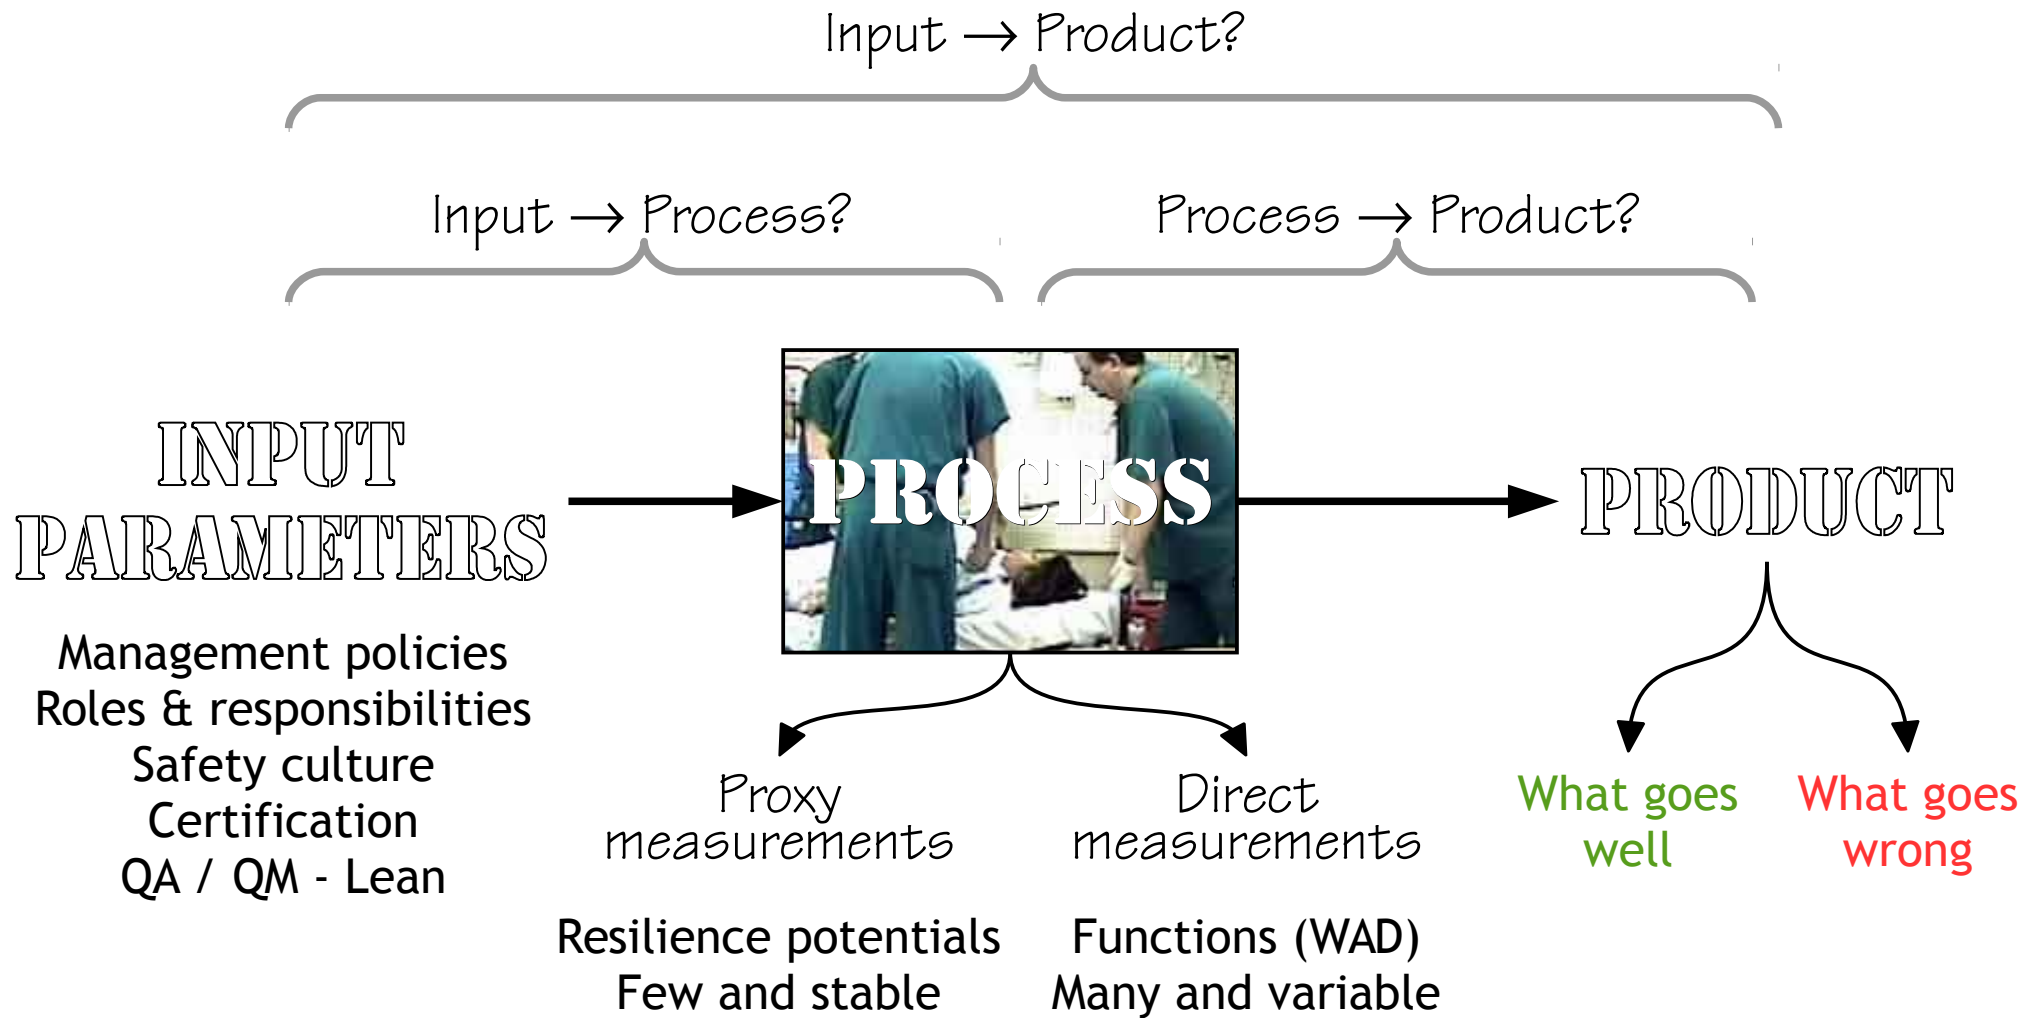 Input → Product?
Input → Process?
Process → Product?
INPUT
PARAMETERS
Management policies
Roles & responsibilities
Safety culture
Certification
QA / QM - Lean
PROCESS
Proxy
measurements
Resilience potentials
Few and stable
Direct
measurements
Functions (WAD)
Many and variable
PRODUCT
What goes
well
What goes
wrong